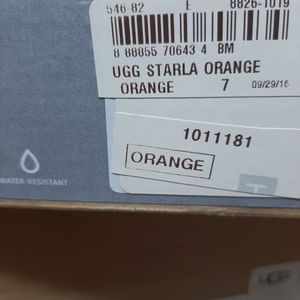 546-82 E 8826-1019
8 88855 70643 4 BM
UGG STARLA ORANGE
ORANGE 7 09/29/16
1011181
ORANGE
WATER-RESISTANT
UGG